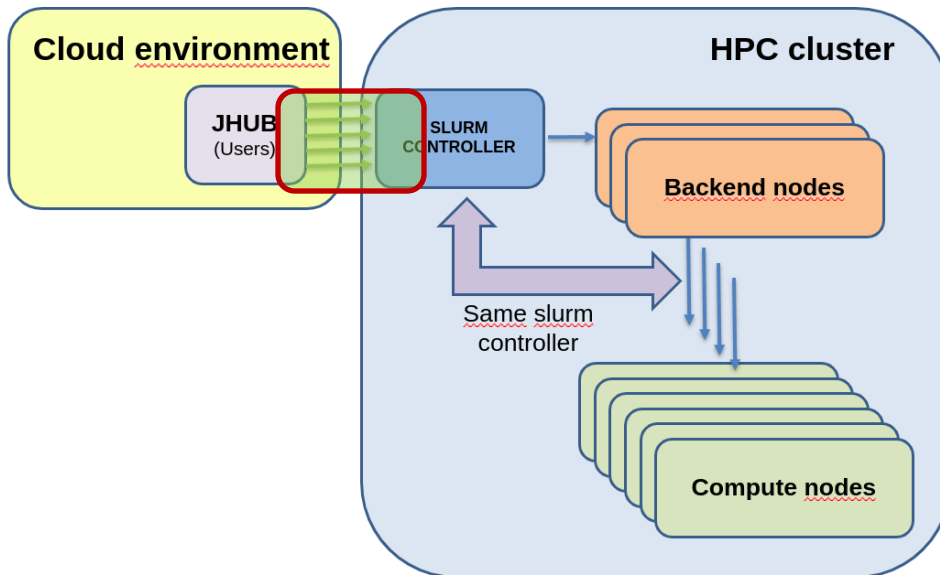 Cloud environment
HPC cluster
JHUB
(Users)
SLURM
CONTROLLER
Backend nodes
Same slurm
controller
Compute nodes